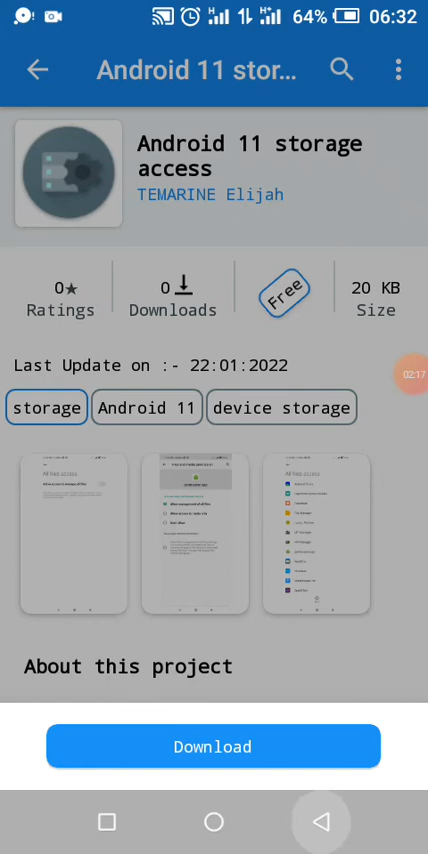 64% 06:32
Android 11 stor...
Android 11 storage
access
TEMARINE Elijah
0★ 0 Free 20 KB
Ratings Downloads Size
Last Update on :- 22:01:2022
storage Android 11 device storage
02:17
About this project
Download